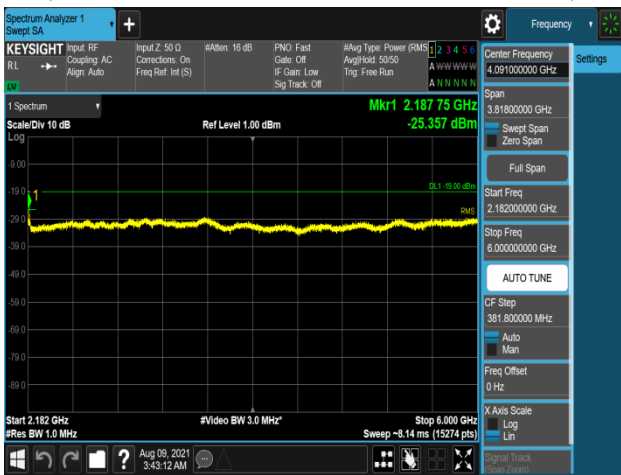 Spectrum Analyzer 1
Swept SA
+
Frequency
KEYSIGHT
RL
Input: RF
Coupling: AC
Align: Auto
Input Z: 50 Ω
Corrections: On
Freq Ref: Int (S)
#Atten: 16 dB
PNO: Fast
Gate: Off
IF Gain: Low
Sig Track: Off
#Avg Type: Power (RMS
Avg|Hold: 50/50
Trig: Free Run
1 2 3 4 5 6
A W W W W W
A N N N N N
Center Frequency
4.091000000 GHz
Settings
Span
3.81800000 GHz
Swept Span
Zero Span
Full Span
Start Freq
2.182000000 GHz
Stop Freq
6.000000000 GHz
AUTO TUNE
CF Step
381.800000 MHz
Auto
Man
Freq Offset
0 Hz
X Axis Scale
Log
Lin
Signal Track
(Span Zoom)
1 Spectrum
Scale/Div 10 dB
Ref Level 1.00 dBm
Mkr1 2.187 75 GHz
-25.357 dBm
Log
-9.00
-19.0
-29.0
-39.0
-49.0
-59.0
-69.0
-79.0
-89.0
1
DL1 -19.00 dBm
RMS
Start 2.182 GHz
#Res BW 1.0 MHz
#Video BW 3.0 MHz*
Stop 6.000 GHz
Sweep ~8.14 ms (15274 pts)
?
Aug 09, 2021
3:43:12 AM